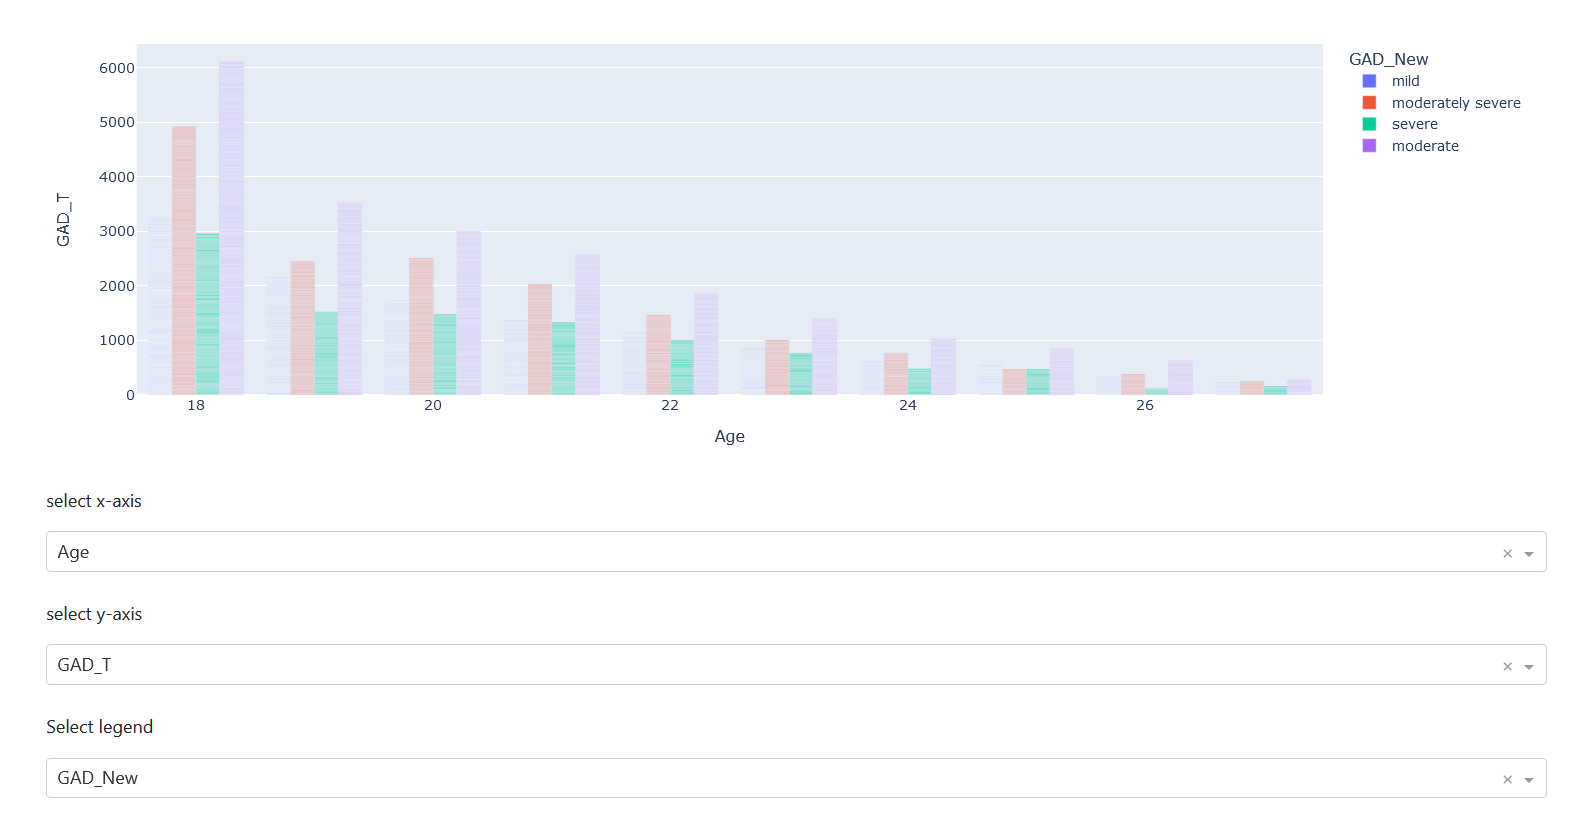 GAD_New
mild
moderately severe
severe
moderate
GAD_T
6000
5000
4000
3000
2000
1000
0
18 20 22 24 26
Age
select x-axis
Age
select y-axis
GAD_T
Select legend
GAD_New